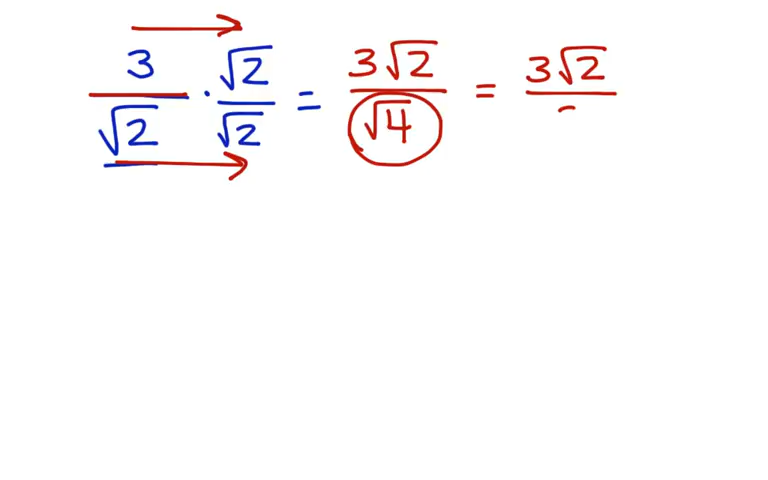 3/√2 · √2/√2 = 3√2/√4 = 3√2/